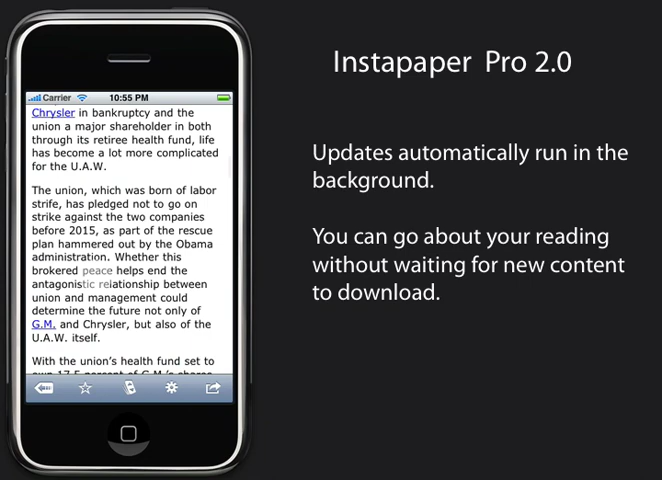 Instapaper Pro 2.0
Updates automatically run in the
background.
You can go about your reading
without waiting for new content
to download.
Carrier 10:55 PM
Chrysler in bankruptcy and the
union a major shareholder in both
through its retiree health fund, life
has become a lot more complicated
for the U.A.W.
The union, which was born of labor
strife, has pledged not to go on
strike against the two companies
before 2015, as part of the rescue
plan hammered out by the Obama
administration. Whether this
brokered peace helps end the
antagonistic relationship between
union and management could
determine the future not only of
G.M. and Chrysler, but also of the
U.A.W. itself.
With the union's health fund set to
own 17.5 percent of G.M.'s shares